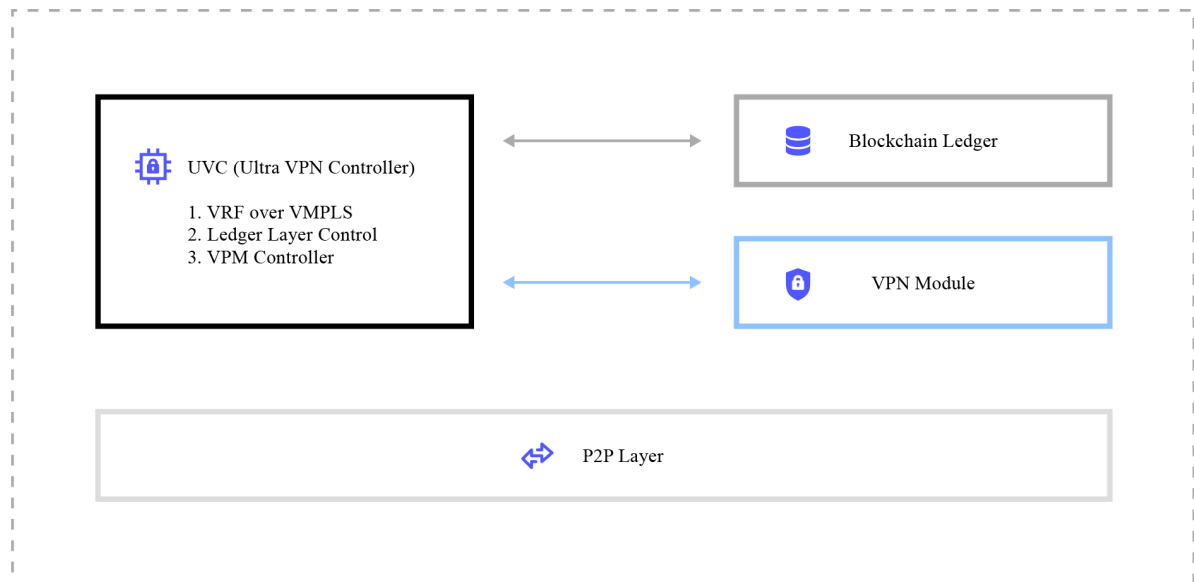 UVC (Ultra VPN Controller)
1. VRF over VMPLS
2. Ledger Layer Control
3. VPM Controller
Blockchain Ledger
VPN Module
P2P Layer